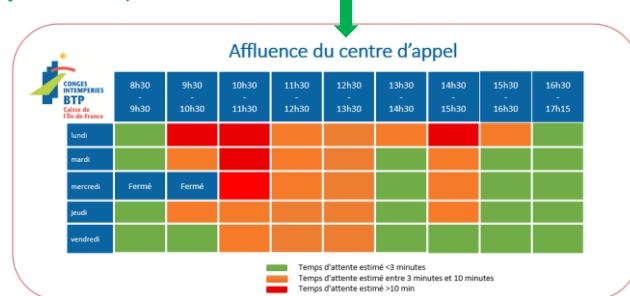 Affluence du centre d'appel
CONGES
INTEMPERIES
BTP
Caisse de
l'Ile-de-France
8h30 - 9h30
9h30 - 10h30
10h30 - 11h30
11h30 - 12h30
12h30 - 13h30
13h30 - 14h30
14h30 - 15h30
15h30 - 16h30
16h30 - 17h15
lundi
mardi
mercredi Fermé Fermé
jeudi
vendredi
Temps d'attente estimé <3 minutes
Temps d'attente estimé entre 3 minutes et 10 minutes
Temps d'attente estimé >10 min